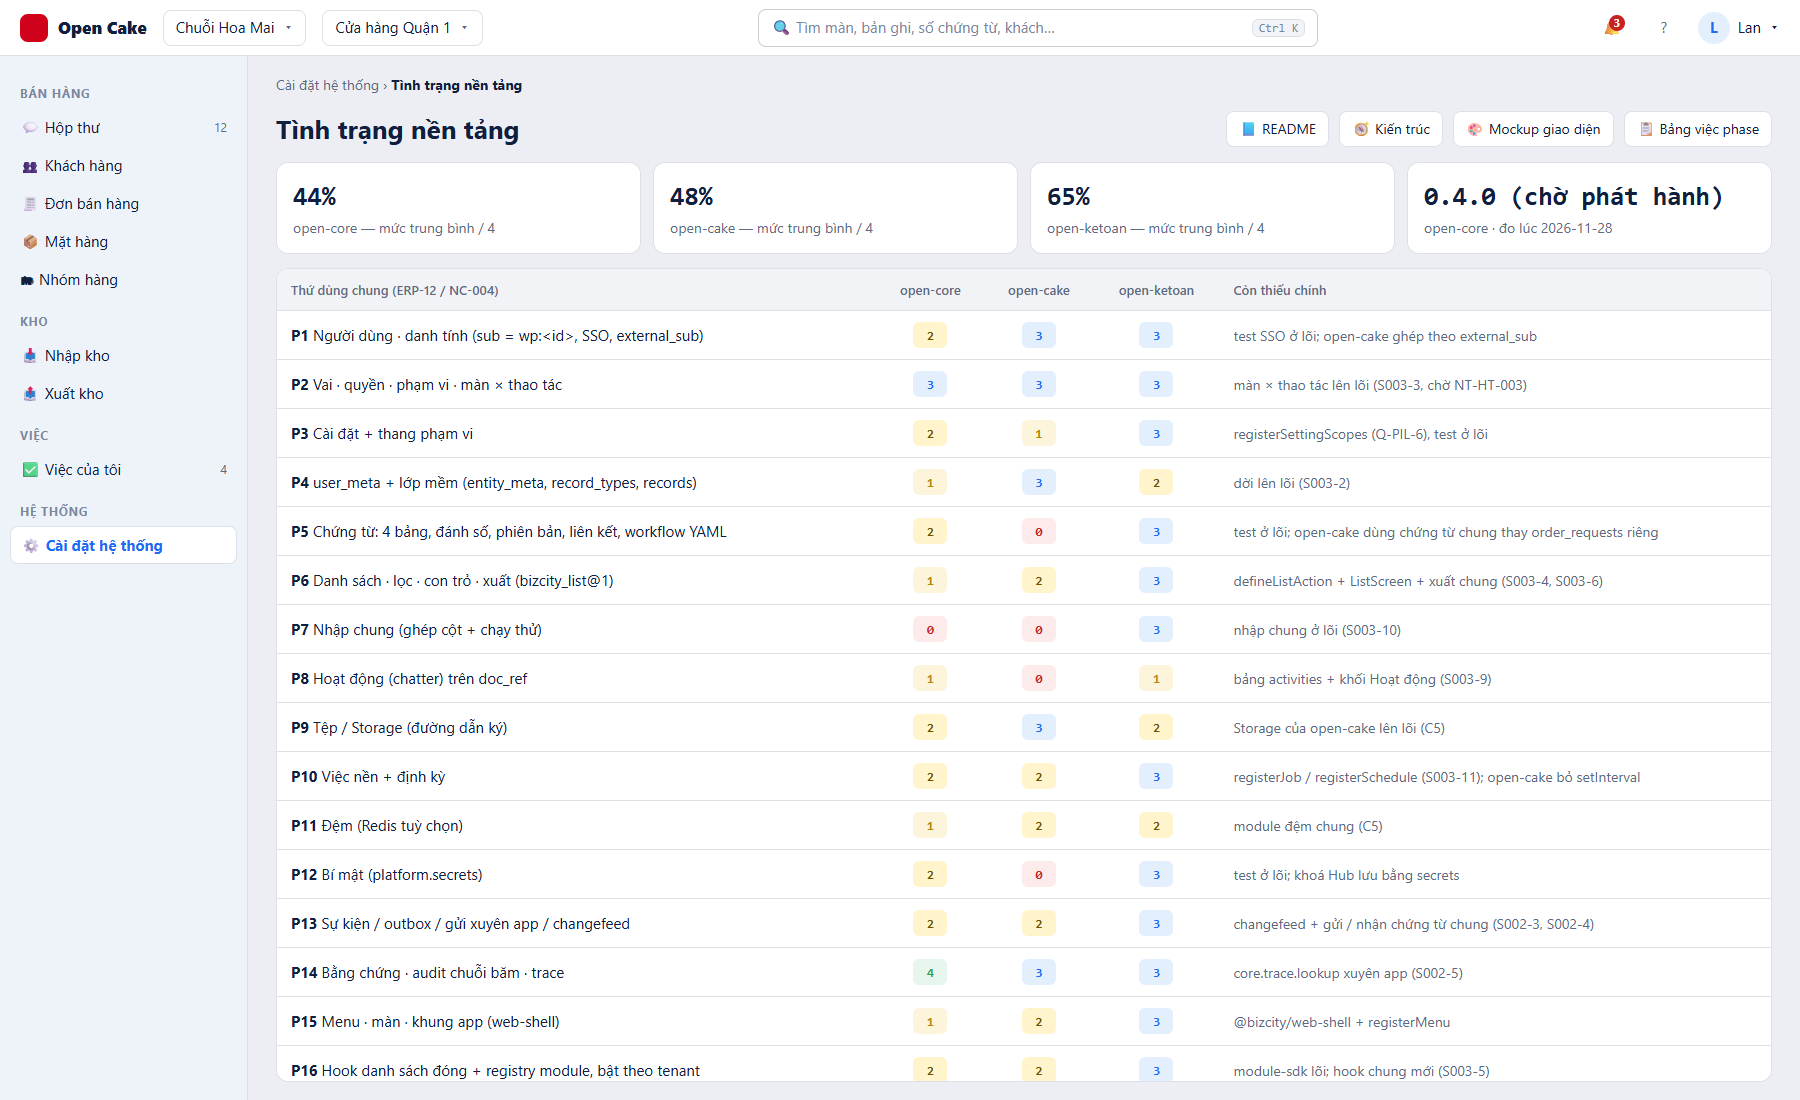 Open Cake
Chuỗi Hoa Mai
Cửa hàng Quận 1
Tìm màn, bản ghi, số chứng từ, khách...
Ctrl K
3
?
L
Lan
BÁN HÀNG
Hộp thư 12
Khách hàng
Đơn bán hàng
Mặt hàng
Nhóm hàng
KHO
Nhập kho
Xuất kho
VIỆC
Việc của tôi 4
HỆ THỐNG
Cài đặt hệ thống
Cài đặt hệ thống › Tình trạng nền tảng
Tình trạng nền tảng
README
Kiến trúc
Mockup giao diện
Bảng việc phase
44%
open-core — mức trung bình / 4
48%
open-cake — mức trung bình / 4
65%
open-ketoan — mức trung bình / 4
0.4.0 (chờ phát hành)
open-core · đo lúc 2026-11-28
Thứ dùng chung (ERP-12 / NC-004) open-core open-cake open-ketoan Còn thiếu chính
P1 Người dùng · danh tính (sub = wp:<id>, SSO, external_sub) 2 3 3 test SSO ở lõi; open-cake ghép theo external_sub
P2 Vai · quyền · phạm vi · màn × thao tác 3 3 3 màn × thao tác lên lõi (S003-3, chờ NT-HT-003)
P3 Cài đặt + thang phạm vi 2 1 3 registerSettingScopes (Q-PIL-6), test ở lõi
P4 user_meta + lớp mềm (entity_meta, record_types, records) 1 3 2 dời lên lõi (S003-2)
P5 Chứng từ: 4 bảng, đánh số, phiên bản, liên kết, workflow YAML 2 0 3 test ở lõi; open-cake dùng chứng từ chung thay order_requests riêng
P6 Danh sách · lọc · con trỏ · xuất (bizcity_list@1) 1 2 3 defineListAction + ListScreen + xuất chung (S003-4, S003-6)
P7 Nhập chung (ghép cột + chạy thử) 0 0 3 nhập chung ở lõi (S003-10)
P8 Hoạt động (chatter) trên doc_ref 1 0 1 bảng activities + khối Hoạt động (S003-9)
P9 Tệp / Storage (đường dẫn ký) 2 3 2 Storage của open-cake lên lõi (C5)
P10 Việc nền + định kỳ 2 2 3 registerJob / registerSchedule (S003-11); open-cake bỏ setInterval
P11 Đệm (Redis tuỳ chọn) 1 2 2 module đệm chung (C5)
P12 Bí mật (platform.secrets) 2 0 3 test ở lõi; khoá Hub lưu bằng secrets
P13 Sự kiện / outbox / gửi xuyên app / changefeed 2 2 3 changefeed + gửi / nhận chứng từ chung (S002-3, S002-4)
P14 Bằng chứng · audit chuỗi băm · trace 4 3 3 core.trace.lookup xuyên app (S002-5)
P15 Menu · màn · khung app (web-shell) 1 2 3 @bizcity/web-shell + registerMenu
P16 Hook danh sách đóng + registry module, bật theo tenant 2 2 3 module-sdk lõi; hook chung mới (S003-5)